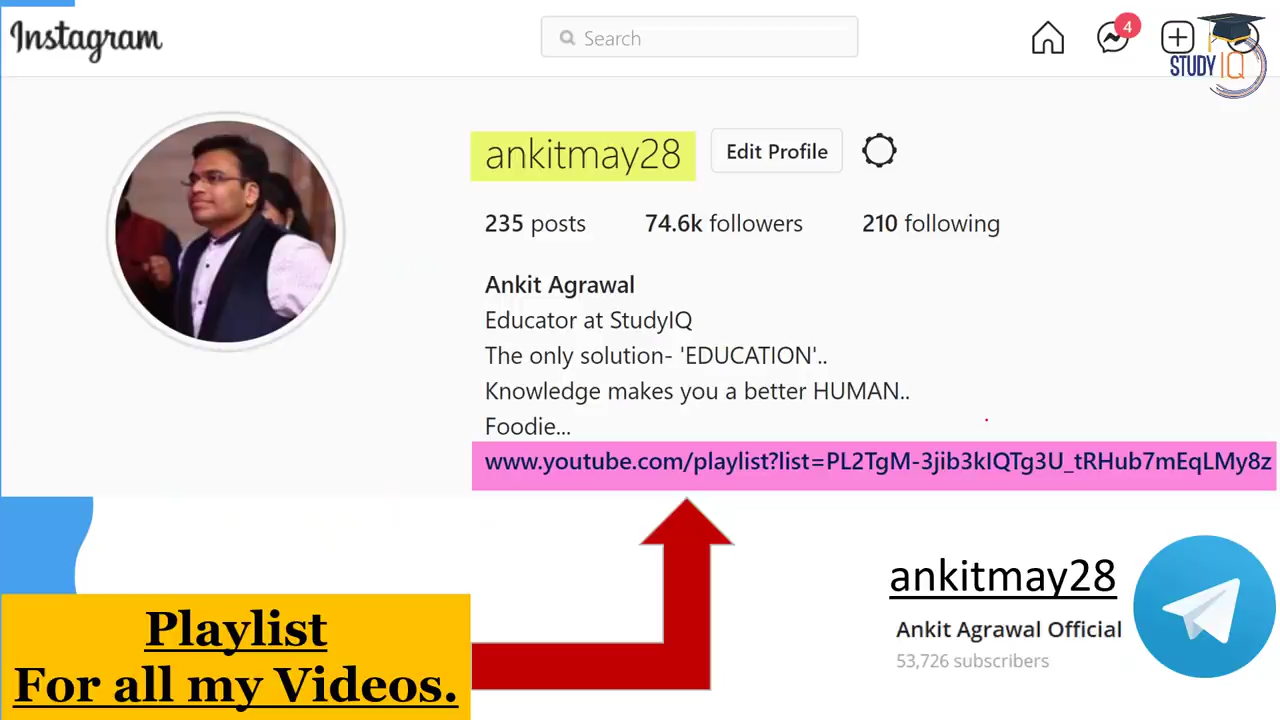 Instagram
Search
4
STUDY IQ
ankitmay28
Edit Profile
235 posts 74.6k followers 210 following
Ankit Agrawal
Educator at StudyIQ
The only solution- 'EDUCATION'..
Knowledge makes you a better HUMAN..
Foodie...
www.youtube.com/playlist?list=PL2TgM-3jib3kIQTg3U_tRHub7mEqLMy8z
ankitmay28
Ankit Agrawal Official
53,726 subscribers
Playlist
For all my Videos.